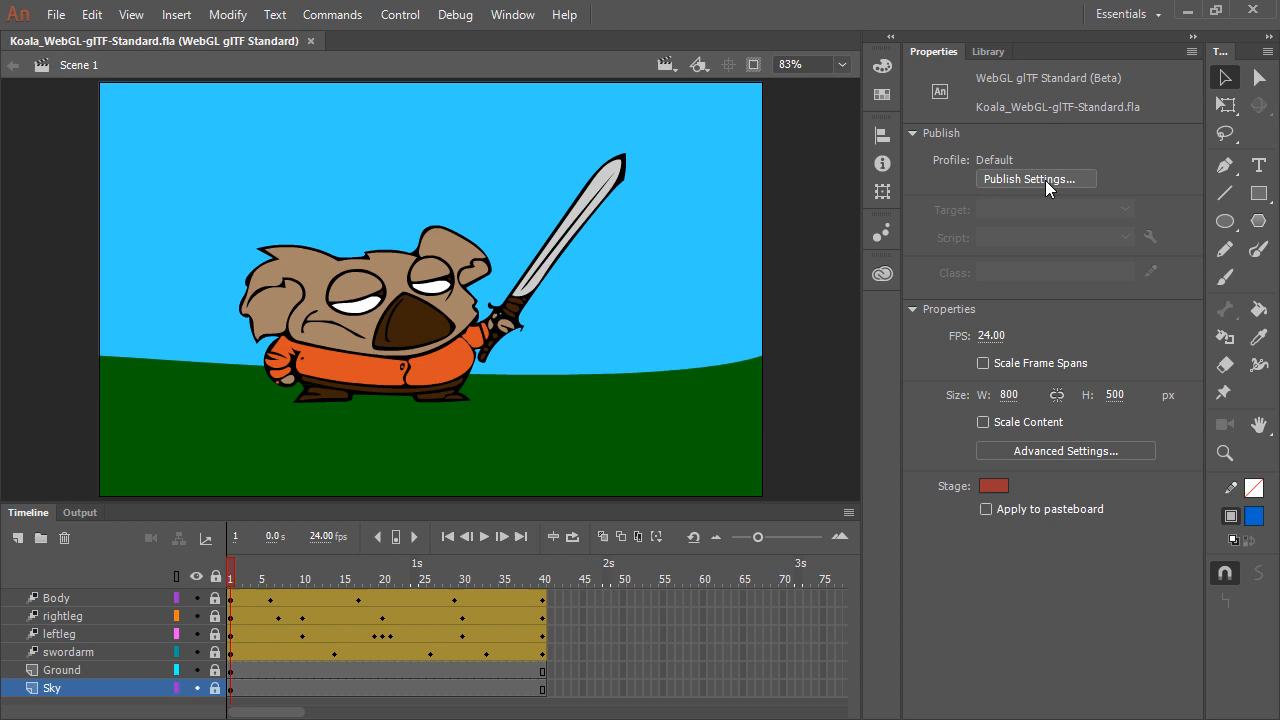 An File Edit View Insert Modify Text Commands Control Debug Window Help Essentials
Koala_WebGL-glTF-Standard.fla (WebGL glTF Standard) ×
Scene 1 83%
Properties Library T...
An WebGL glTF Standard (Beta)
Koala_WebGL-glTF-Standard.fla
Publish
Profile: Default
Publish Settings...
Target:
Script:
Class:
Properties
FPS: 24.00
Scale Frame Spans
Size: W: 800 H: 500 px
Scale Content
Advanced Settings...
Stage:
Apply to pasteboard
Timeline Output
1 0.0 s 24.00 fps
1s 2s 3s
1 5 10 15 20 25 30 35 40 45 50 55 60 65 70 75
Body
rightleg
leftleg
swordarm
Ground
Sky